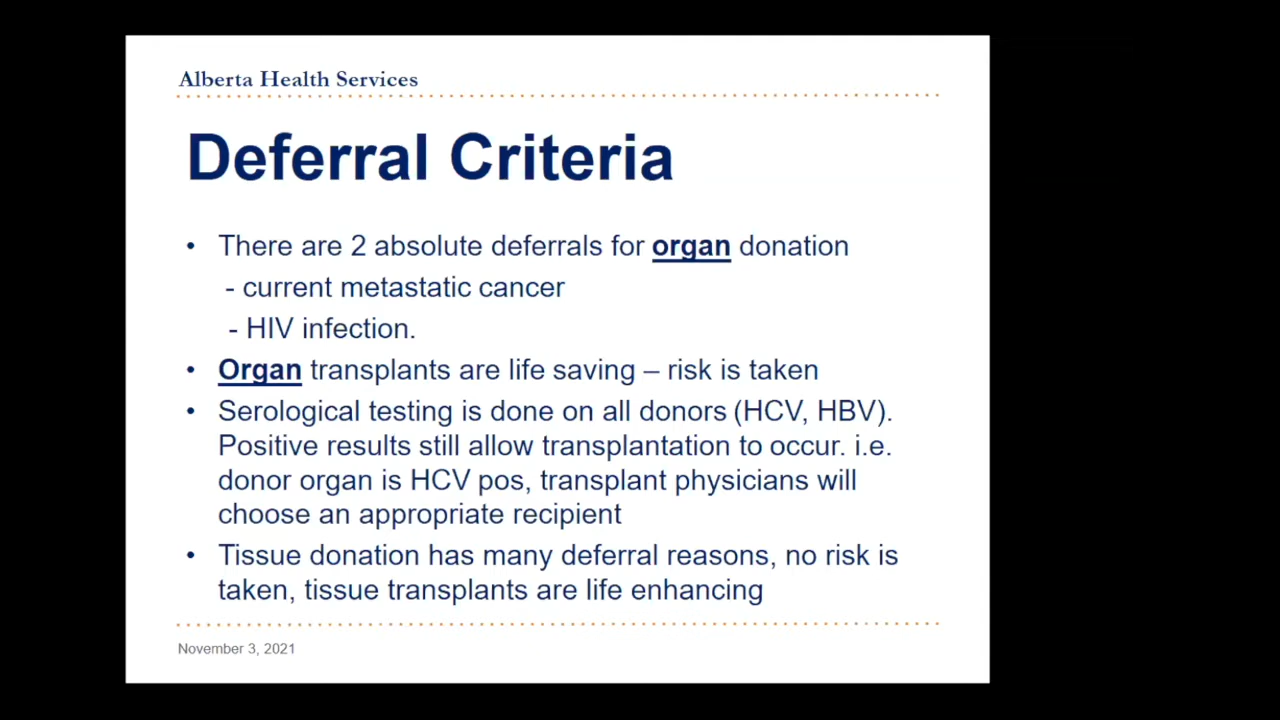 Alberta Health Services
Deferral Criteria
• There are 2 absolute deferrals for organ donation
- current metastatic cancer
- HIV infection.
• Organ transplants are life saving – risk is taken
• Serological testing is done on all donors (HCV, HBV).
Positive results still allow transplantation to occur. i.e.
donor organ is HCV pos, transplant physicians will
choose an appropriate recipient
• Tissue donation has many deferral reasons, no risk is
taken, tissue transplants are life enhancing
November 3, 2021